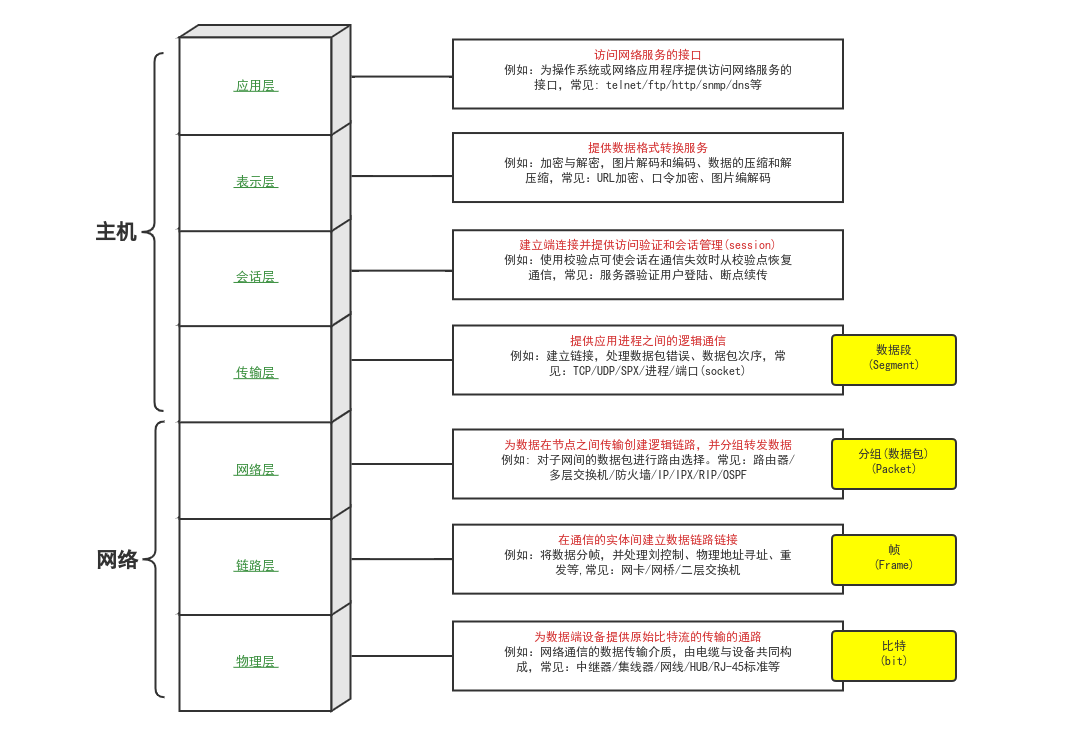 应用层
访问网络服务的接口
例如：为操作系统或网络应用程序提供访问网络服务的
接口，常见：telnet/ftp/http/snmp/dns等
表示层
提供数据格式转换服务
例如：加密与解密，图片解码和编码、数据的压缩和解
压缩，常见：URL加密、口令加密、图片编解码
主机
会话层
建立端连接并提供访问验证和会话管理(session)
例如：使用校验点可使会话在通信失效时从校验点恢复
通信，常见：服务器验证用户登陆、断点续传
传输层
提供应用进程之间的逻辑通信
例如：建立链接，处理数据包错误、数据包次序，常
见：TCP/UDP/SPX/进程/端口(socket)
数据段
(Segment)
网络层
为数据在节点之间传输创建逻辑链路，并分组转发数据
例如：对子网间的数据包进行路由选择。常见：路由器/
多层交换机/防火墙/IP/IPX/RIP/OSPF
分组(数据包)
(Packet)
网络
链路层
在通信的实体间建立数据链路链接
例如：将数据分帧，并处理刘控制、物理地址寻址、重
发等,常见：网卡/网桥/二层交换机
帧
(Frame)
物理层
为数据端设备提供原始比特流的传输的通路
例如：网络通信的数据传输介质，由电缆与设备共同构
成，常见：中继器/集线器/网线/HUB/RJ-45标准等
比特
(bit)